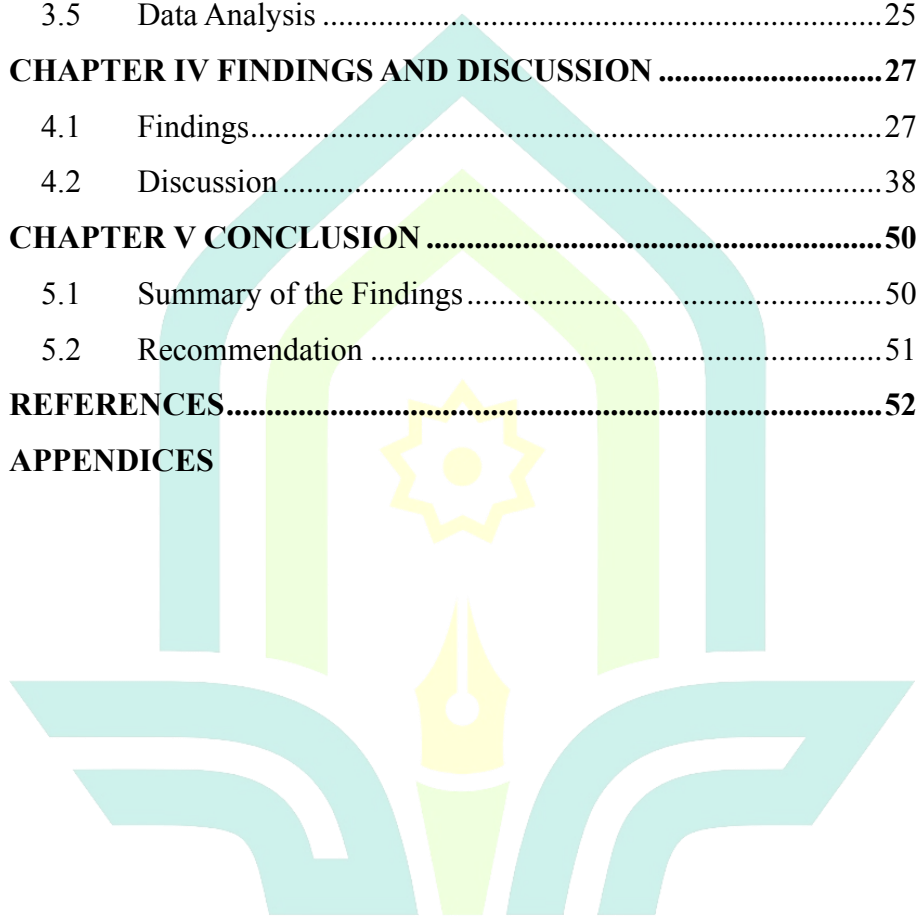 3.5 Data Analysis ................................................................... 25
CHAPTER IV FINDINGS AND DISCUSSION ............................. 27
4.1 Findings ............................................................................ 27
4.2 Discussion ........................................................................ 38
CHAPTER V CONCLUSION .......................................................... 50
5.1 Summary of the Findings ................................................ 50
5.2 Recommendation ............................................................. 51
REFERENCES ................................................................................. 52
APPENDICES